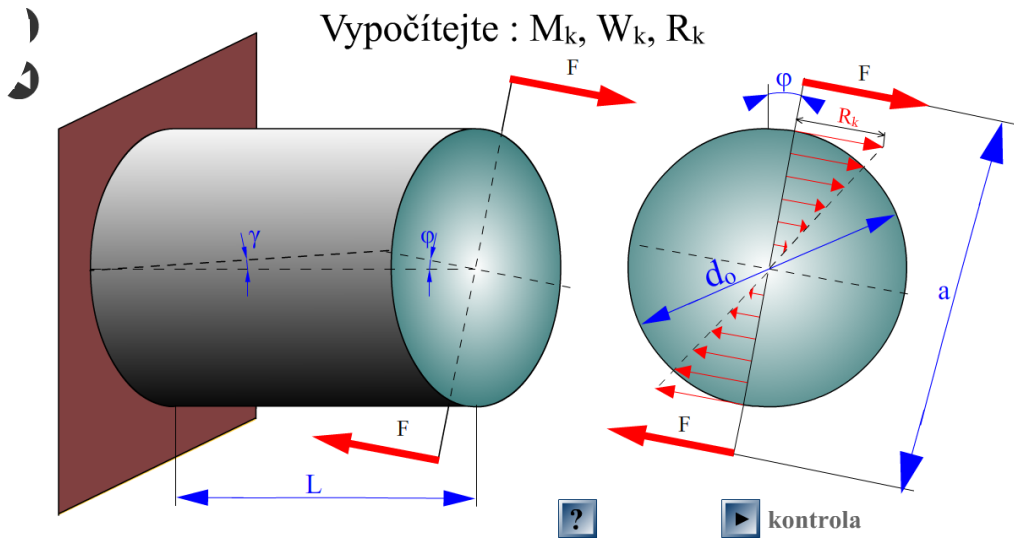 Vypočítejte : Mk, Wk, Rk
F
φ
F
Rk
γ
φ
do
a
F
F
L
?
kontrola